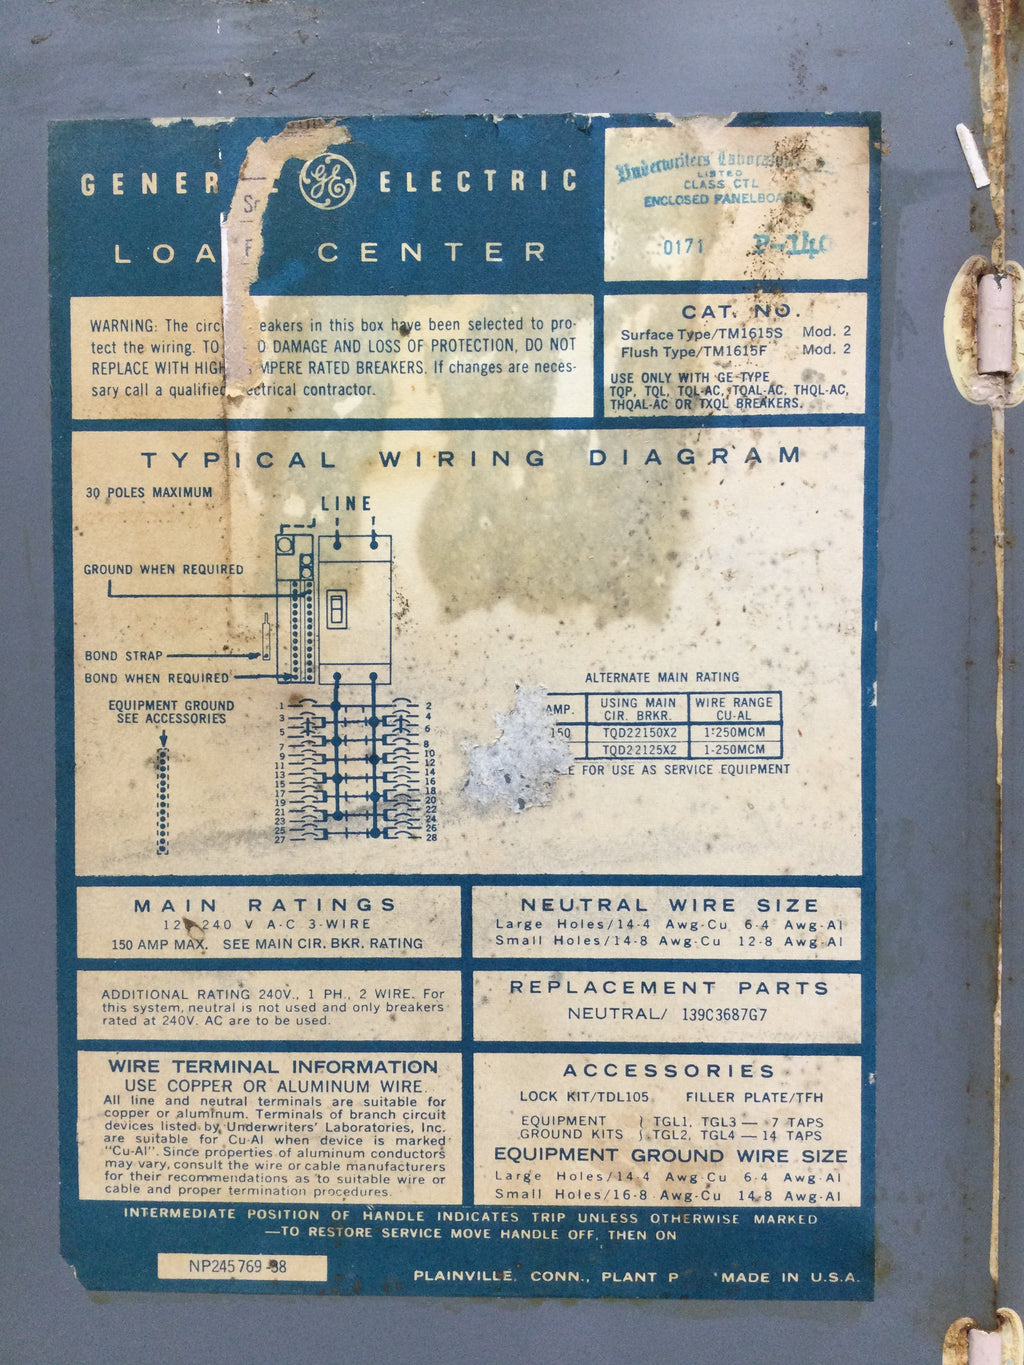 GENER L GE ELECTRIC
LOA CENTER
Sr
Underwriters
LISTED
CLASS CTL
ENCLOSED PANELBOARD
0171 P-140
WARNING: The circ eakers in this box have been selected to pro-
tect the wiring. TO D DAMAGE AND LOSS OF PROTECTION, DO NOT
REPLACE WITH HIGH MPERE RATED BREAKERS. If changes are neces-
sary call a qualified ectrical contractor.
CAT. NO.
Surface Type/TM1615S Mod. 2
Flush Type/TM1615F Mod. 2
USE ONLY WITH GE TYPE
TQP, TQL, TQL-AC, TQAL-AC, THQL-AC,
THQAL-AC OR TXQL BREAKERS.
TYPICAL WIRING DIAGRAM
30 POLES MAXIMUM
LINE
GROUND WHEN REQUIRED
BOND STRAP
BOND WHEN REQUIRED
EQUIPMENT GROUND
SEE ACCESSORIES
1 2
3 4
5 6
7 8
9 10
11 12
13 14
15 16
17 18
19 20
21 22
23 24
25 26
27 28
ALTERNATE MAIN RATING
AMP. USING MAIN CIR. BRKR. WIRE RANGE CU-AL
150 TQD22150X2 1-250MCM
TQD22125X2 1-250MCM
LE FOR USE AS SERVICE EQUIPMENT
MAIN RATINGS
12 240 V A-C 3-WIRE
150 AMP MAX. SEE MAIN CIR. BKR. RATING
NEUTRAL WIRE SIZE
Large Holes/14-4 Awg-Cu 6-4 Awg-Al
Small Holes/14-8 Awg-Cu 12-8 Awg-Al
ADDITIONAL RATING 240V., 1 PH., 2 WIRE. For
this system, neutral is not used and only breakers
rated at 240V. AC are to be used.
REPLACEMENT PARTS
NEUTRAL/ 139C3687G7
WIRE TERMINAL INFORMATION
USE COPPER OR ALUMINUM WIRE.
All line and neutral terminals are suitable for
copper or aluminum. Terminals of branch circuit
devices listed by Underwriters' Laboratories, Inc.
are suitable for Cu-Al when device is marked
"Cu-Al". Since properties of aluminum conductors
may vary, consult the wire or cable manufacturers
for their recommendations as to suitable wire or
cable and proper termination procedures.
ACCESSORIES
LOCK KIT/TDL105 FILLER PLATE/TFH
EQUIPMENT } TGL1, TGL3 — 7 TAPS
GROUND KITS } TGL2, TGL4 — 14 TAPS
EQUIPMENT GROUND WIRE SIZE
Large Holes/14-4 Awg-Cu 6-4 Awg-Al
Small Holes/16-8 Awg-Cu 14-8 Awg-Al
INTERMEDIATE POSITION OF HANDLE INDICATES TRIP UNLESS OTHERWISE MARKED
—TO RESTORE SERVICE MOVE HANDLE OFF, THEN ON
NP245769-38
PLAINVILLE, CONN., PLANT P MADE IN U.S.A.